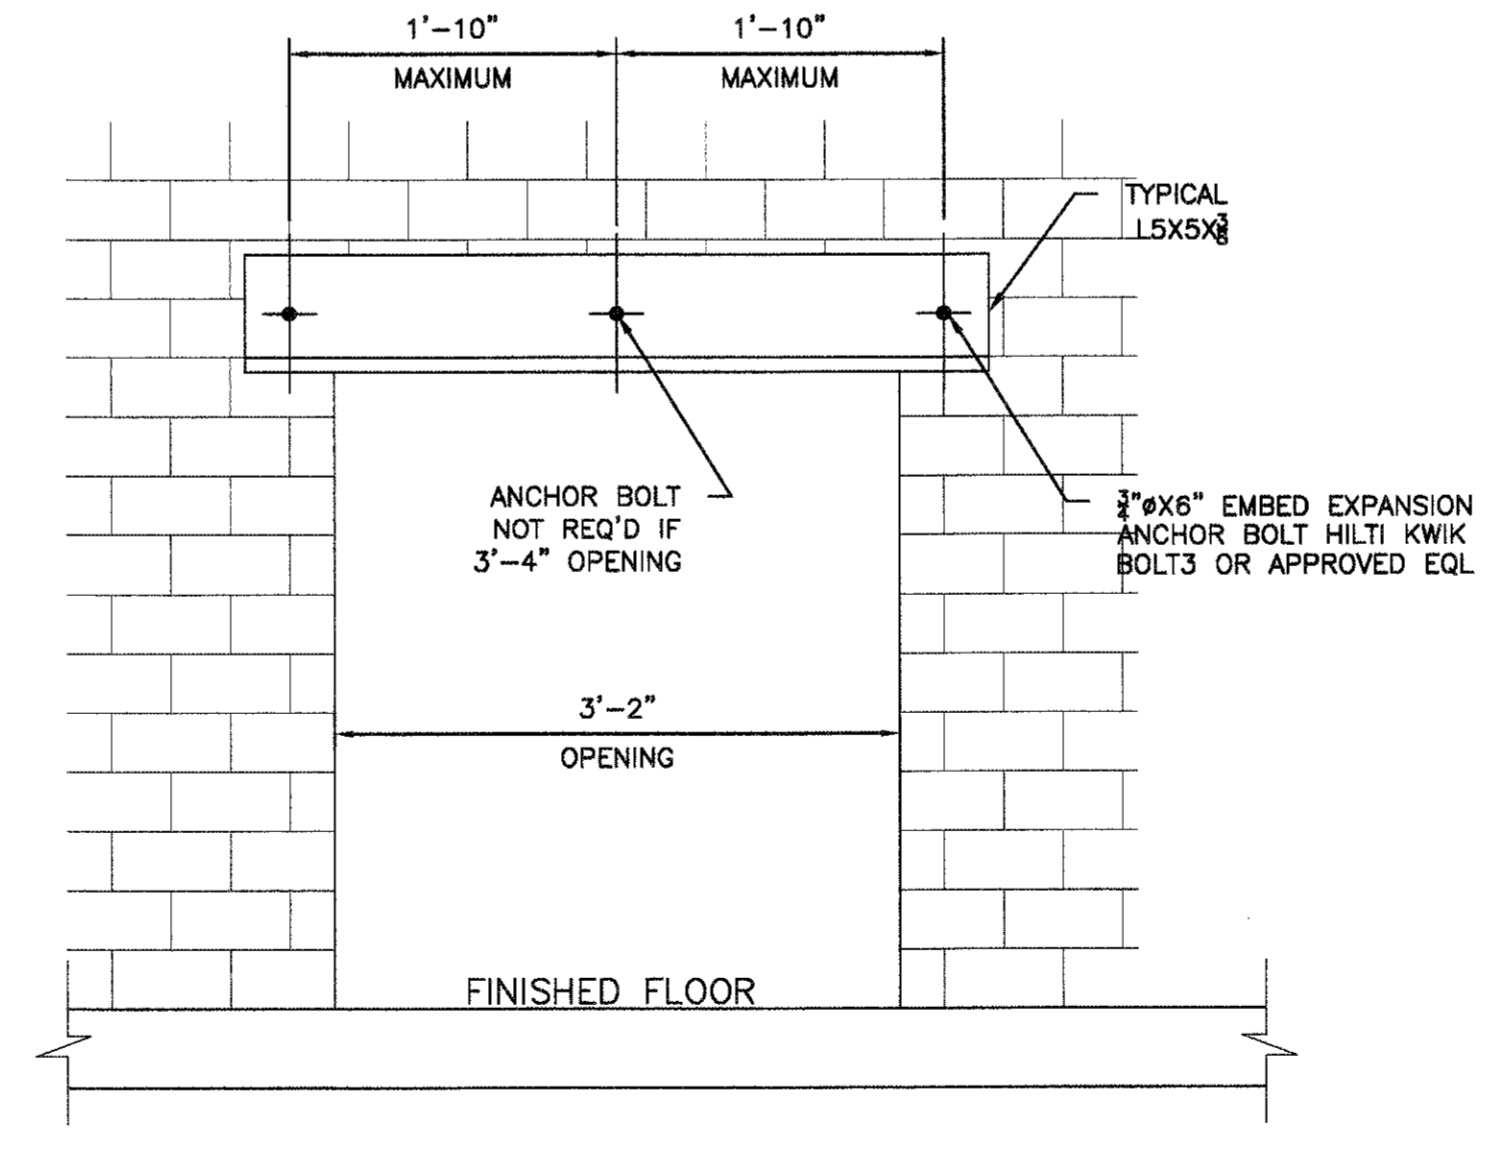 1'-10" 1'-10"
MAXIMUM MAXIMUM
TYPICAL
L5X5X3/8
ANCHOR BOLT
NOT REQ'D IF
3'-4" OPENING
3/4"øX6" EMBED EXPANSION
ANCHOR BOLT HILTI KWIK
BOLT3 OR APPROVED EQL
3'-2"
OPENING
FINISHED FLOOR